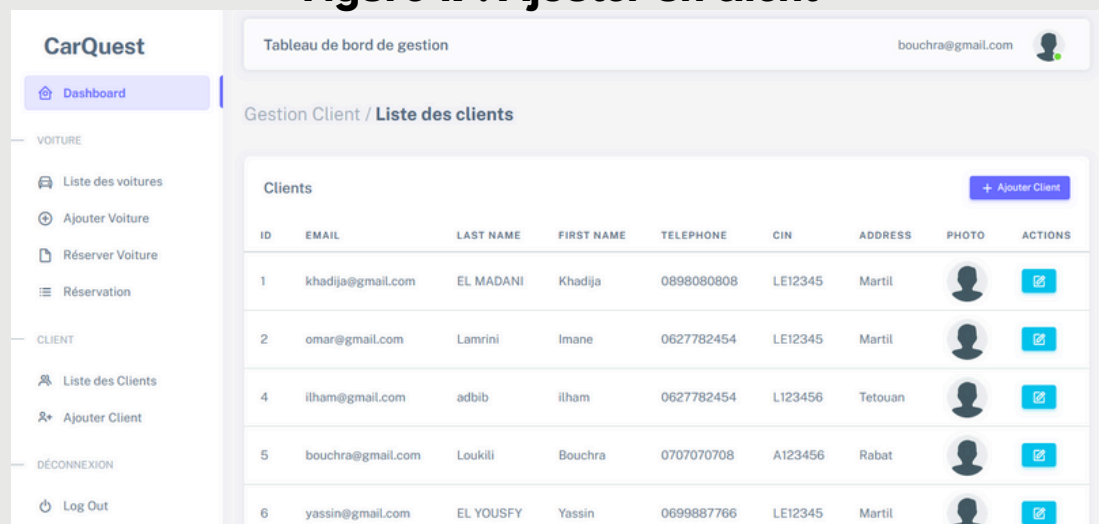 CarQuest
Tableau de bord de gestion
bouchra@gmail.com
Dashboard
Gestion Client / Liste des clients
VOITURE
Liste des voitures
Ajouter Voiture
Réserver Voiture
Réservation
CLIENT
Liste des Clients
Ajouter Client
DÉCONNEXION
Log Out
Clients
+ Ajouter Client
ID EMAIL LAST NAME FIRST NAME TELEPHONE CIN ADDRESS PHOTO ACTIONS
1 khadija@gmail.com EL MADANI Khadija 0898080808 LE12345 Martil
2 omar@gmail.com Lamrini Imane 0627782454 LE12345 Martil
4 ilham@gmail.com adbib ilham 0627782454 L123456 Tetouan
5 bouchra@gmail.com Loukili Bouchra 0707070708 A123456 Rabat
6 yassin@gmail.com EL YOUSFY Yassin 0699887766 LE12345 Martil